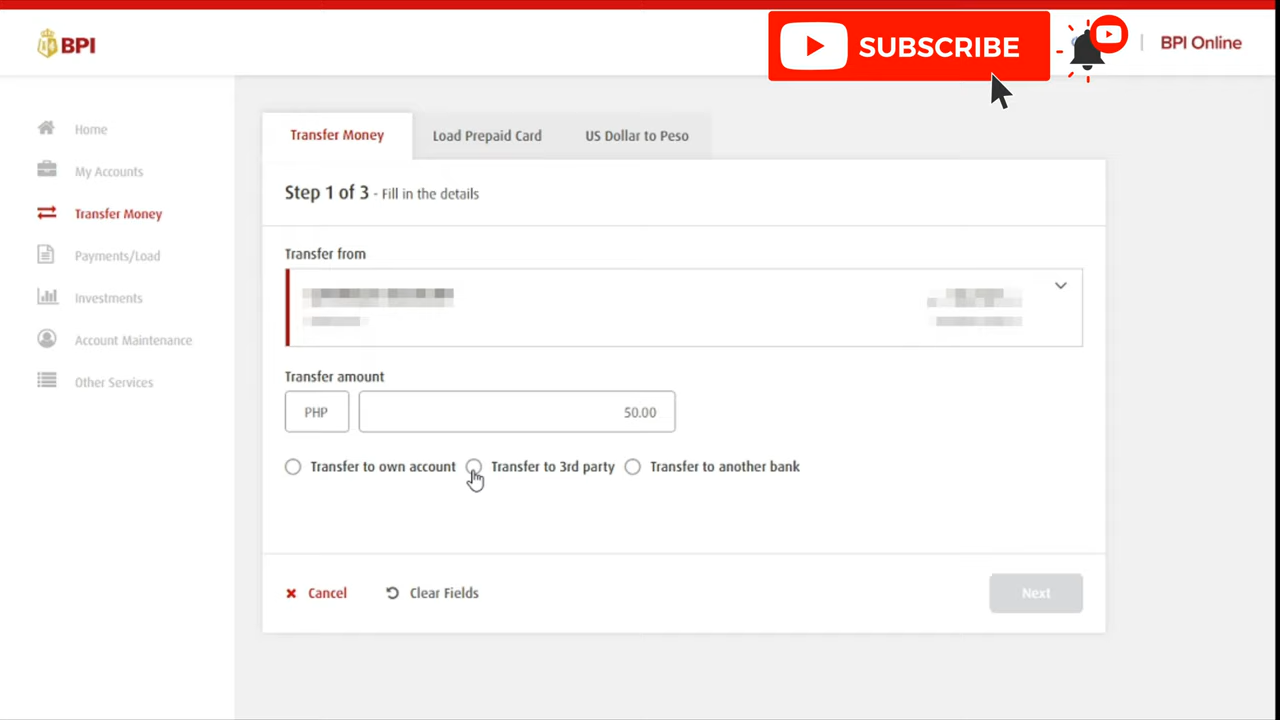 BPI
SUBSCRIBE
BPI Online
Home
My Accounts
Transfer Money
Payments/Load
Investments
Account Maintenance
Other Services
Transfer Money
Load Prepaid Card
US Dollar to Peso
Step 1 of 3 - Fill in the details
Transfer from
Transfer amount
PHP
50.00
Transfer to own account
Transfer to 3rd party
Transfer to another bank
Cancel
Clear Fields
Next